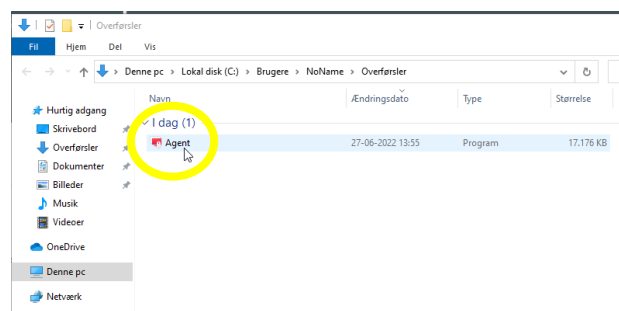 Overførsler
Fil Hjem Del Vis
Denne pc › Lokal disk (C:) › Brugere › NoName › Overførsler
Navn Ændringsdato Type Størrelse
Hurtig adgang
I dag (1)
Skrivebord
Agent 27-06-2022 13:55 Program 17.176 KB
Overførsler
Dokumenter
Billeder
Musik
Videoer
OneDrive
Denne pc
Netværk